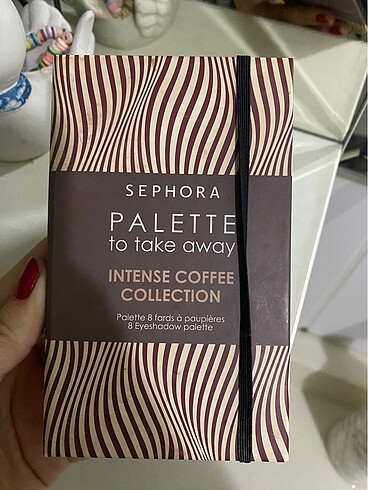 SEPHORA
PALETTE
to take away
INTENSE COFFEE
COLLECTION
Palette 8 fards à paupières
8 Eyeshadow palette